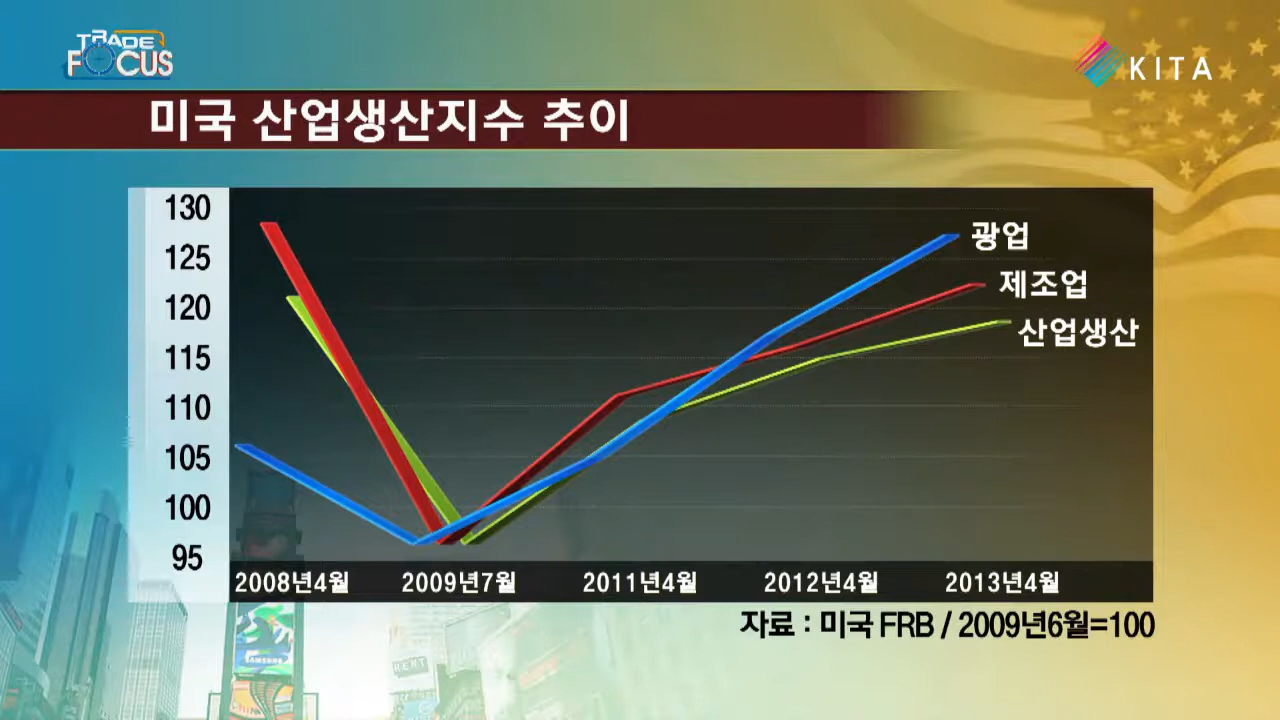 TRADE
FOCUS
KITA
미국 산업생산지수 추이
130
125
120
115
110
105
100
95
광업
제조업
산업생산
2008년4월 2009년7월 2011년4월 2012년4월 2013년4월
자료 : 미국 FRB / 2009년6월=100
SAMSUNG
RENT